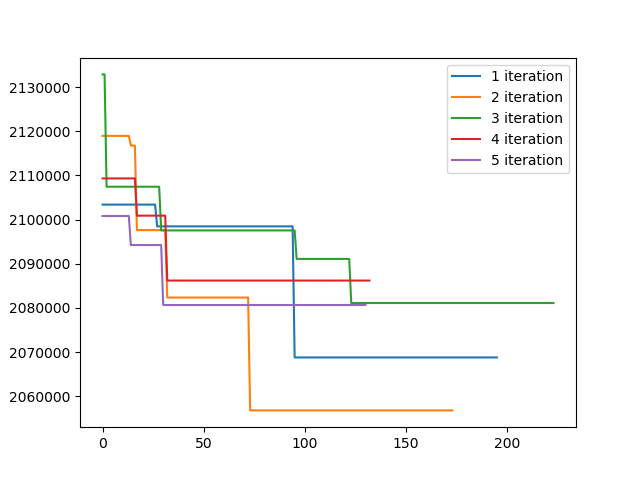 2130000
2120000
2110000
2100000
2090000
2080000
2070000
2060000
0 50 100 150 200
1 iteration
2 iteration
3 iteration
4 iteration
5 iteration